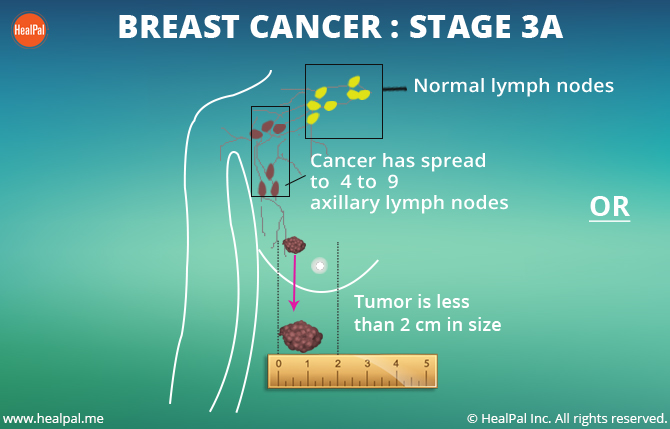 HealPal
BREAST CANCER : STAGE 3A
Normal lymph nodes
Cancer has spread
to 4 to 9
axillary lymph nodes
OR
Tumor is less
than 2 cm in size
0 1 2 3 4 5
www.healpal.me
© HealPal Inc. All rights reserved.